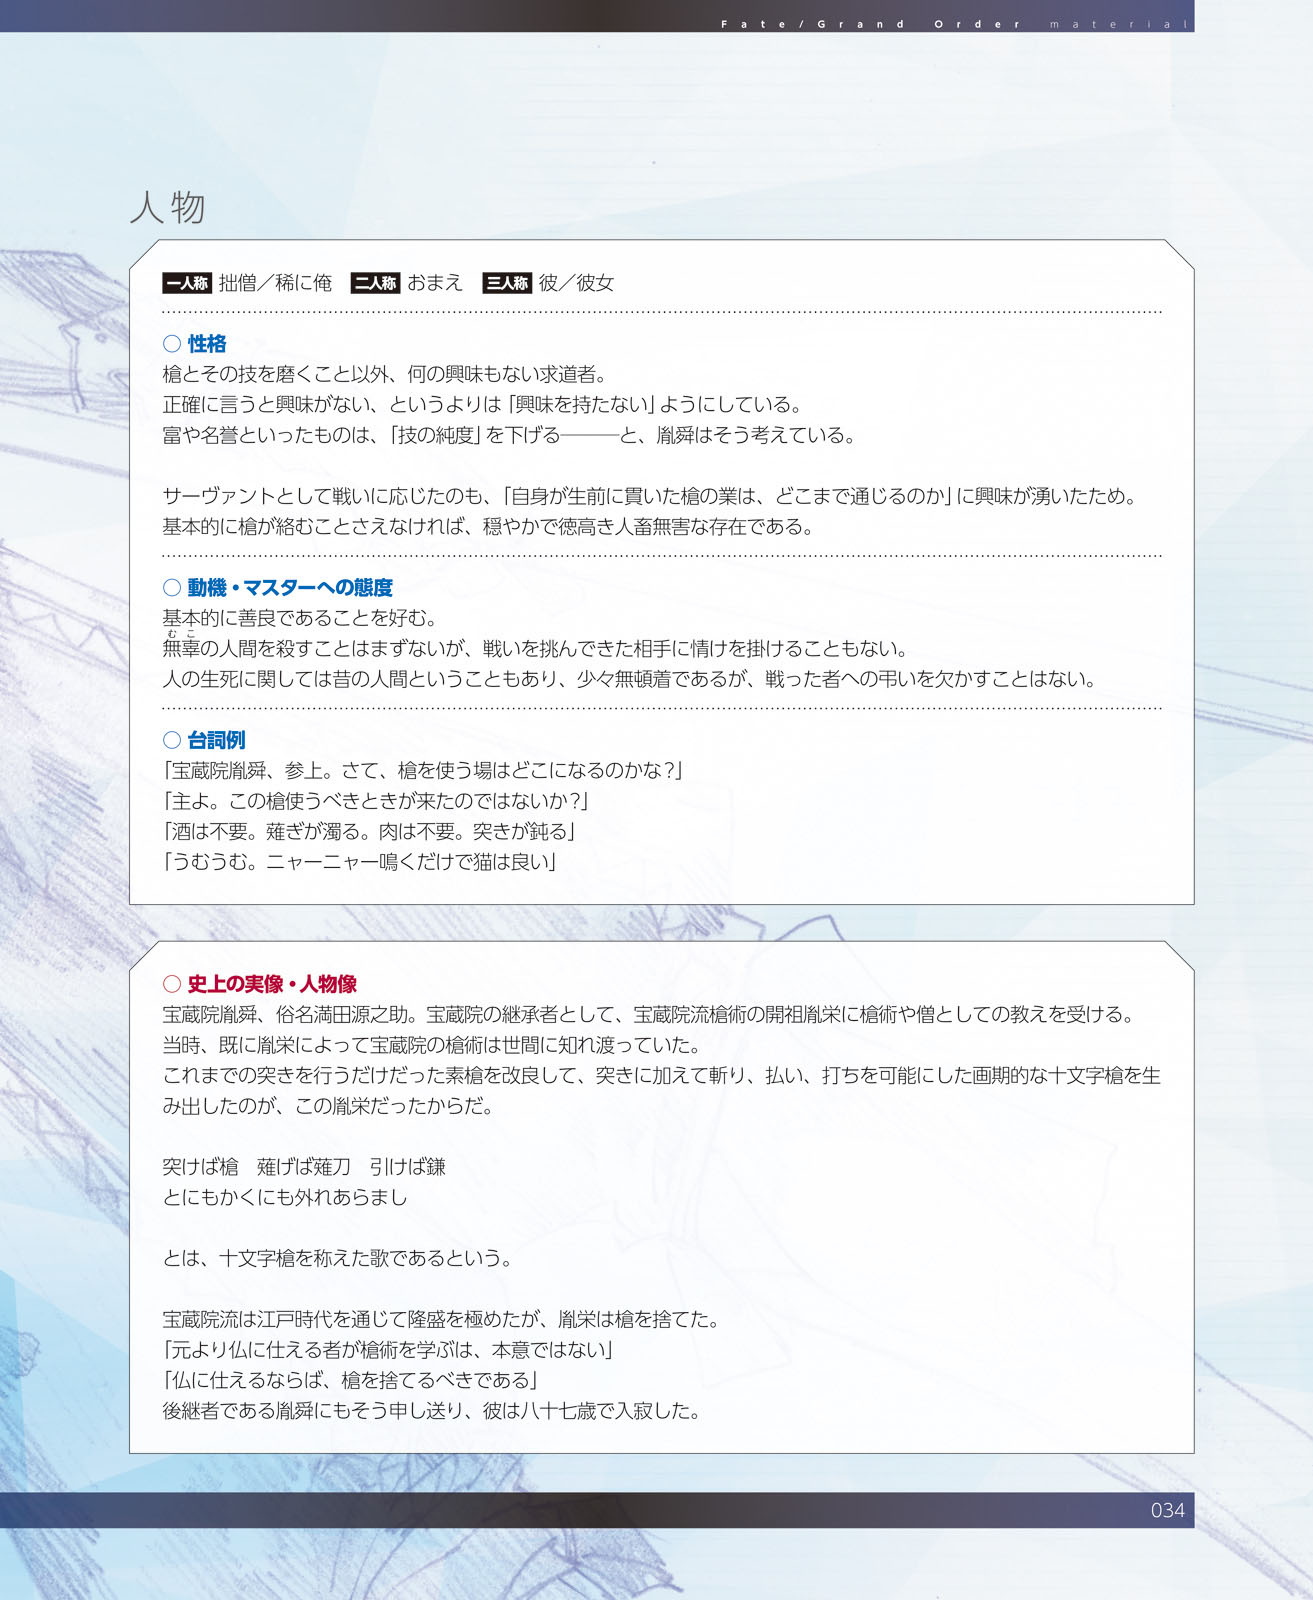 Fate/Grand Order material
人物
一人称 拙僧／稀に俺 二人称 おまえ 三人称 彼／彼女
○ 性格
槍とその技を磨くこと以外、何の興味もない求道者。
正確に言うと興味がない、というよりは「興味を持たない」ようにしている。
富や名誉といったものは、「技の純度」を下げる―――と、胤舜はそう考えている。
サーヴァントとして戦いに応じたのも、「自身が生前に貫いた槍の業は、どこまで通じるのか」に興味が湧いたため。
基本的に槍が絡むことさえなければ、穏やかで徳高き人畜無害な存在である。
○ 動機・マスターへの態度
基本的に善良であることを好む。
むこ
無辜の人間を殺すことはまずないが、戦いを挑んできた相手に情けを掛けることもない。
人の生死に関しては昔の人間ということもあり、少々無頓着であるが、戦った者への弔いを欠かすことはない。
○ 台詞例
「宝蔵院胤舜、参上。さて、槍を使う場はどこになるのかな？」
「主よ。この槍使うべきときが来たのではないか？」
「酒は不要。薙ぎが濁る。肉は不要。突きが鈍る」
「うむうむ。ニャーニャー鳴くだけで猫は良い」
○ 史上の実像・人物像
宝蔵院胤舜、俗名満田源之助。宝蔵院の継承者として、宝蔵院流槍術の開祖胤栄に槍術や僧としての教えを受ける。
当時、既に胤栄によって宝蔵院の槍術は世間に知れ渡っていた。
これまでの突きを行うだけだった素槍を改良して、突きに加えて斬り、払い、打ちを可能にした画期的な十文字槍を生
み出したのが、この胤栄だったからだ。
突けば槍　薙げば薙刀　引けば鎌
とにもかくにも外れあらまし
とは、十文字槍を称えた歌であるという。
宝蔵院流は江戸時代を通じて隆盛を極めたが、胤栄は槍を捨てた。
「元より仏に仕える者が槍術を学ぶは、本意ではない」
「仏に仕えるならば、槍を捨てるべきである」
後継者である胤舜にもそう申し送り、彼は八十七歳で入寂した。
034